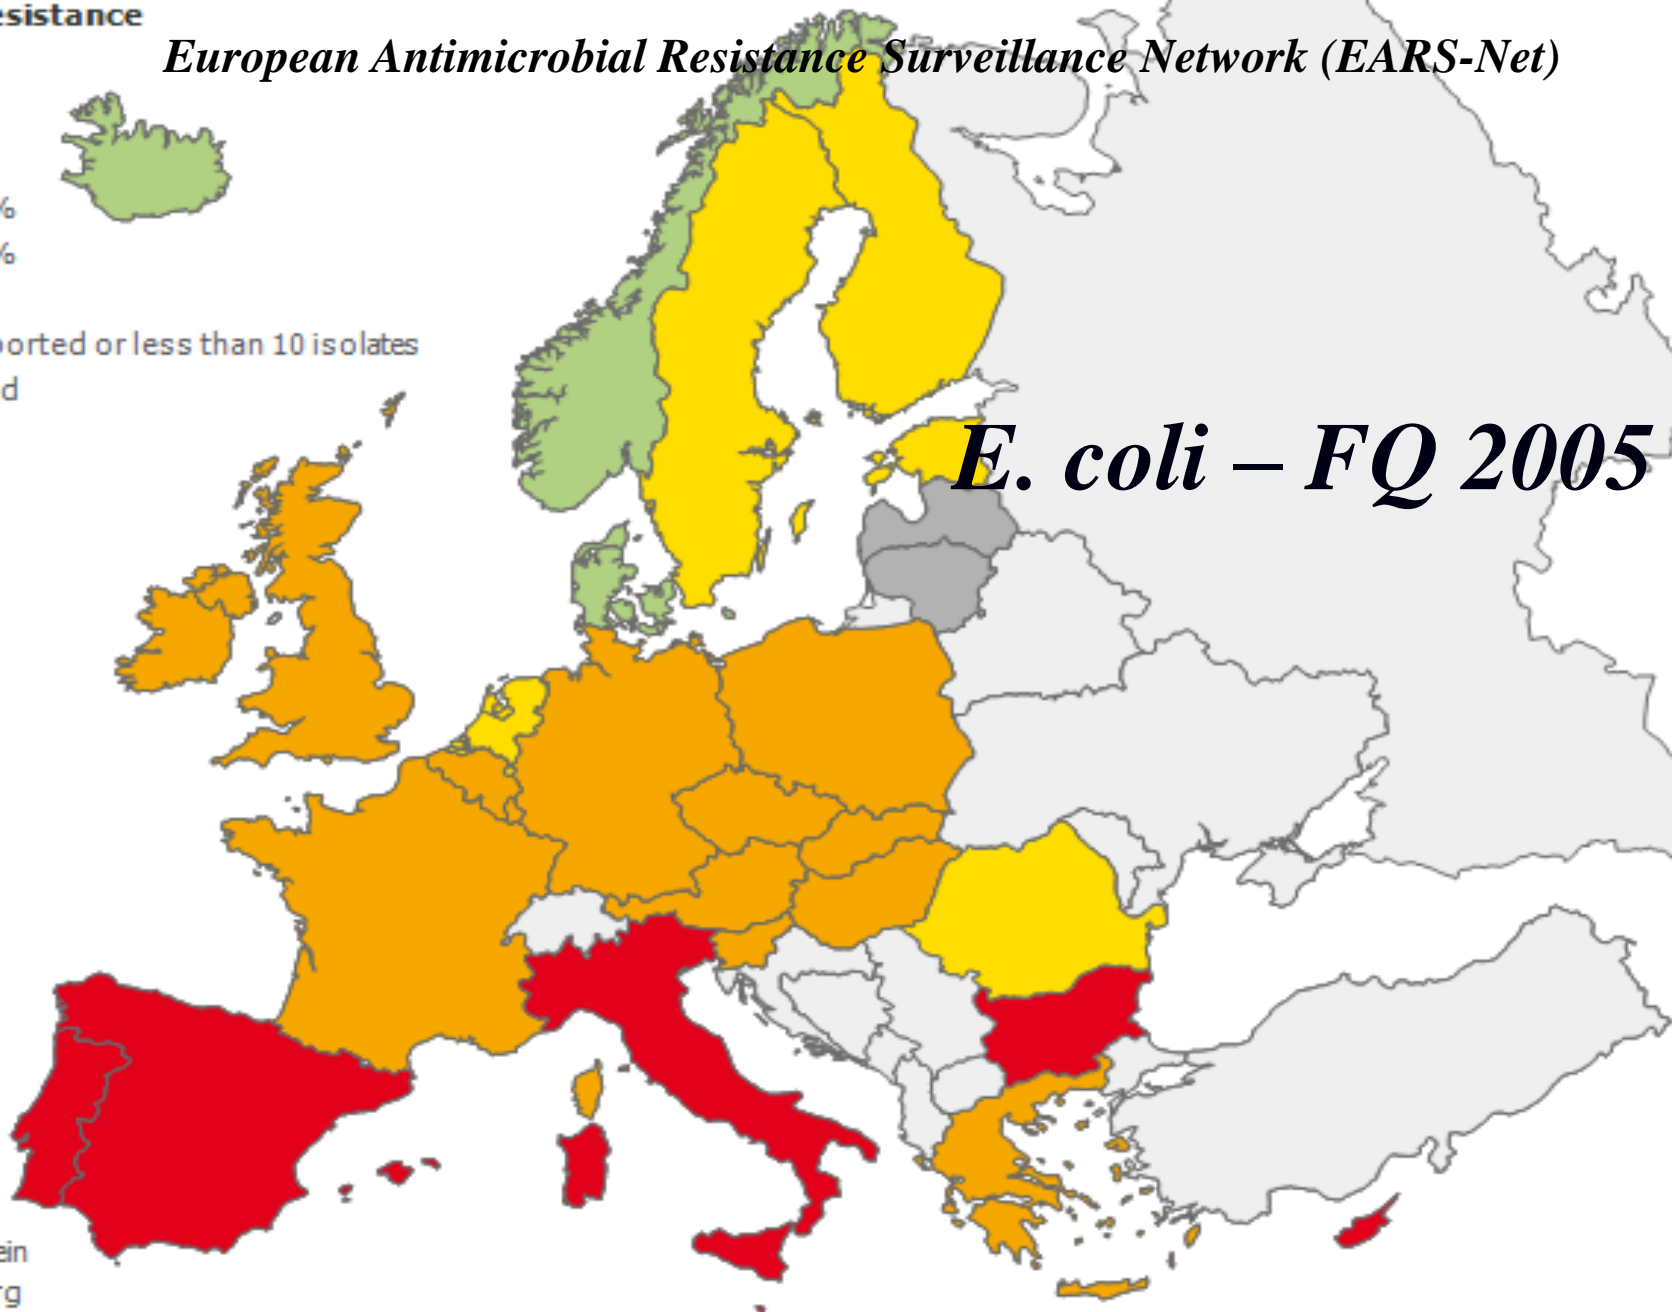 esistance
European Antimicrobial Resistance Surveillance Network (EARS-Net)
%
%
orted or less than 10 isolates
d
E. coli – FQ 2005
ein
rg